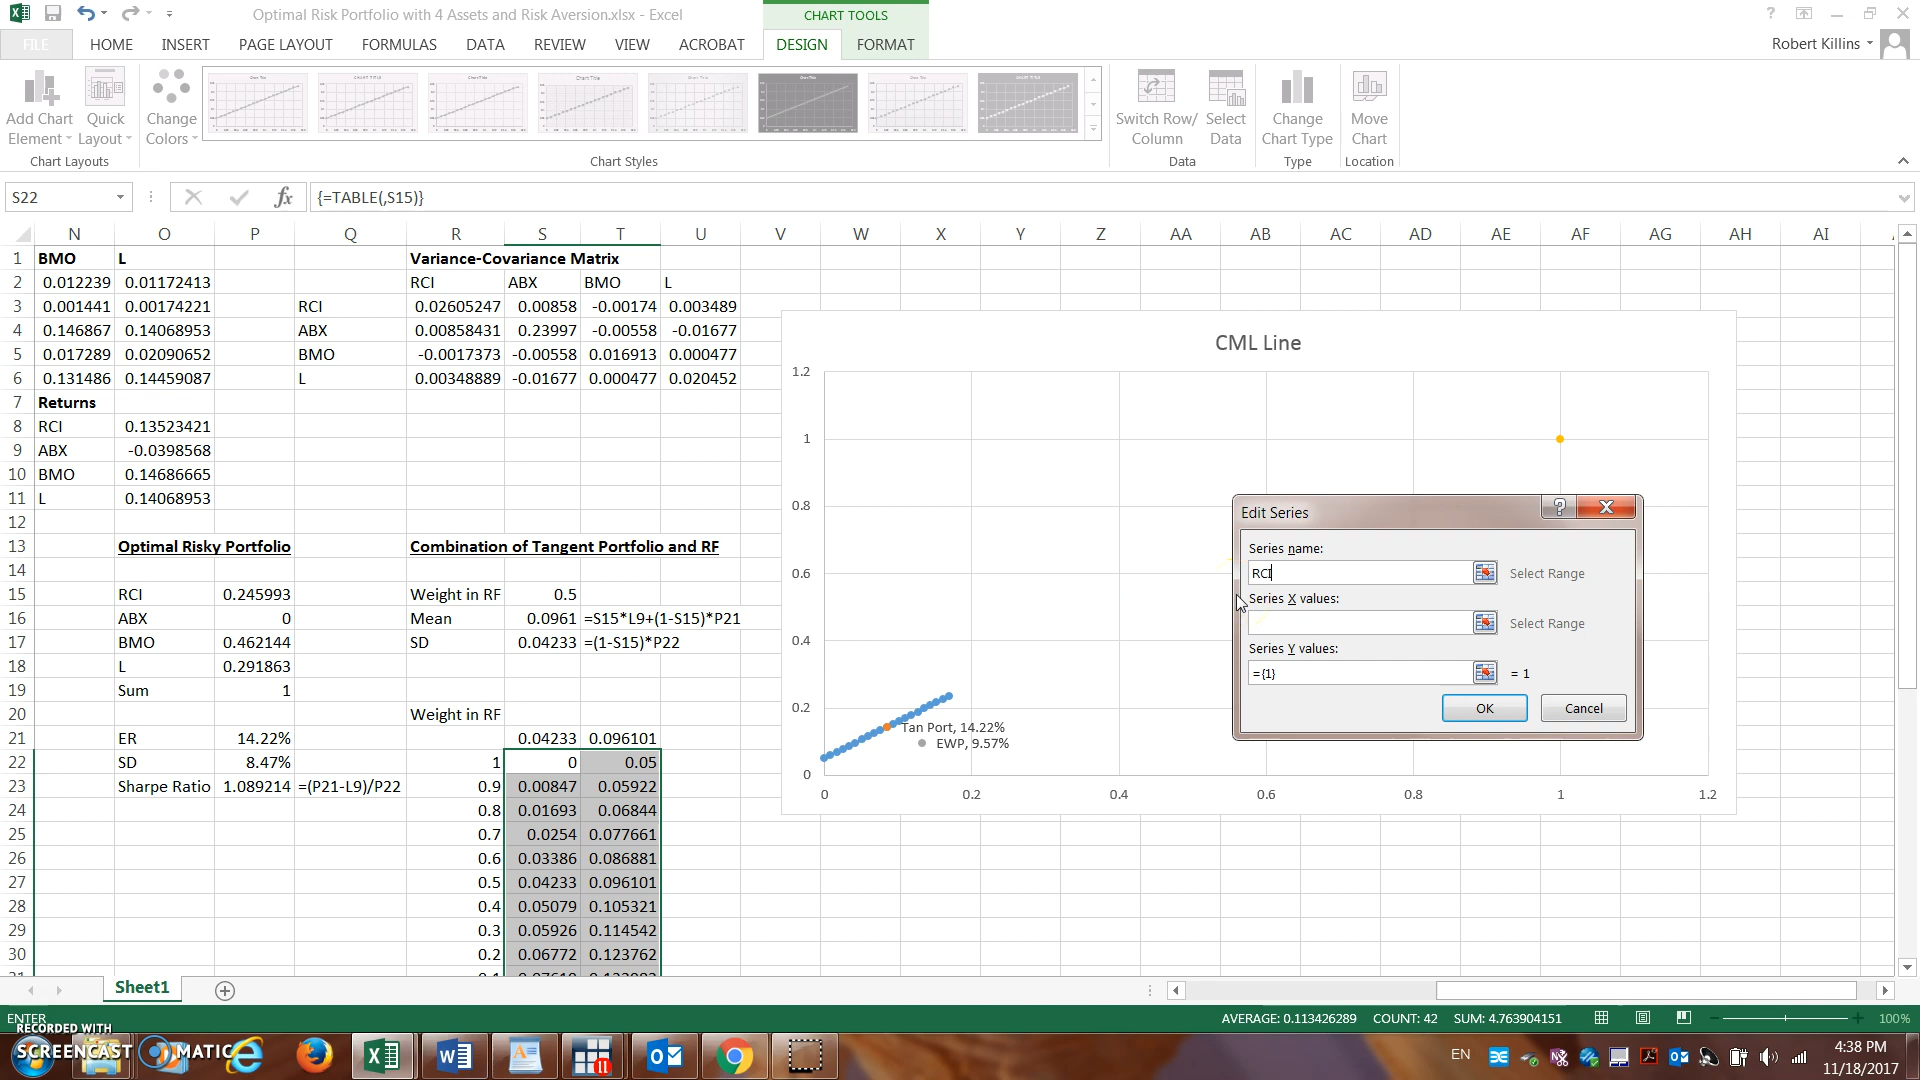 Optimal Risk Portfolio with 4 Assets and Risk Aversion.xlsx - Excel
CHART TOOLS
FILE HOME INSERT PAGE LAYOUT FORMULAS DATA REVIEW VIEW ACROBAT DESIGN FORMAT
Robert Killins
Add Chart Element
Quick Layout
Change Colors
Switch Row/ Column
Select Data
Change Chart Type
Move Chart
Chart Layouts
Chart Styles
Data
Type
Location
S22
fx
{=TABLE(,S15)}
N O P Q R S T U V W X Y Z AA AB AC AD AE AF AG AH AI
1 BMO L Variance-Covariance Matrix
2 0.012239 0.01172413 RCI ABX BMO L
3 0.001441 0.00174221 RCI 0.02605247 0.00858 -0.00174 0.003489
4 0.146867 0.14068953 ABX 0.00858431 0.23997 -0.00558 -0.01677
5 0.017289 0.02090652 BMO -0.0017373 -0.00558 0.016913 0.000477
6 0.131486 0.14459087 L 0.00348889 -0.01677 0.000477 0.020452
7 Returns
8 RCI 0.13523421
9 ABX -0.0398568
10 BMO 0.14686665
11 L 0.14068953
12
13 Optimal Risky Portfolio Combination of Tangent Portfolio and RF
14
15 RCI 0.245993 Weight in RF 0.5
16 ABX 0 Mean 0.0961 =S15*L9+(1-S15)*P21
17 BMO 0.462144 SD 0.04233 =(1-S15)*P22
18 L 0.291863
19 Sum 1
20 Weight in RF
21 ER 14.22% 0.04233 0.096101
22 SD 8.47% 1 0 0.05
23 Sharpe Ratio 1.089214 =(P21-L9)/P22 0.9 0.00847 0.05922
24 0.8 0.01693 0.06844
25 0.7 0.0254 0.077661
26 0.6 0.03386 0.086881
27 0.5 0.04233 0.096101
28 0.4 0.05079 0.105321
29 0.3 0.05926 0.114542
30 0.2 0.06772 0.123762
CML Line
1.2
1
0.8
0.6
0.4
0.2
0
Tan Port, 14.22%
EWP, 9.57%
0 0.2 0.4 0.6 0.8 1 1.2
Edit Series
Series name:
RCI
Select Range
Series X values:
Select Range
Series Y values:
={1}
= 1
OK
Cancel
Sheet1
ENTER
AVERAGE: 0.113426289 COUNT: 42 SUM: 4.763904151
100%
RECORDED WITH
SCREENCAST MATIC
EN
4:38 PM
11/18/2017